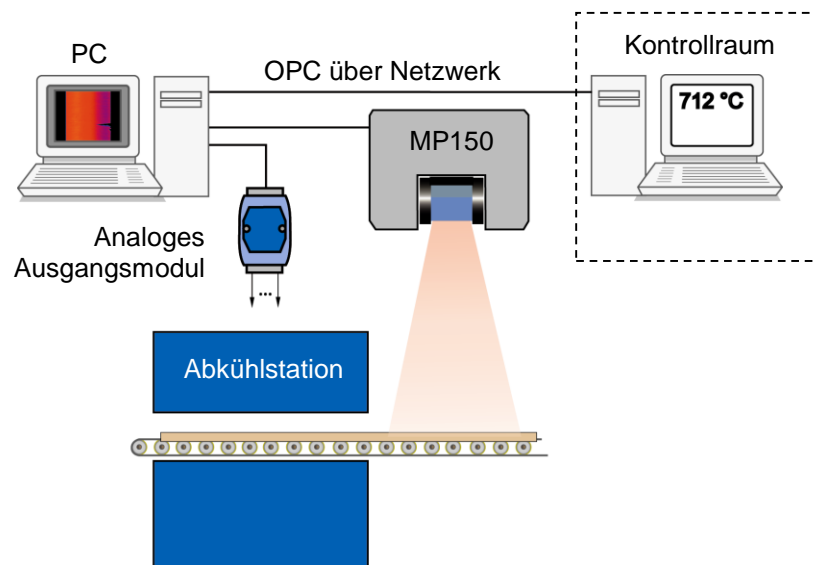 PC
OPC über Netzwerk
Kontrollraum
712 °C
MP150
Analoges
Ausgangsmodul
...
Abkühlstation